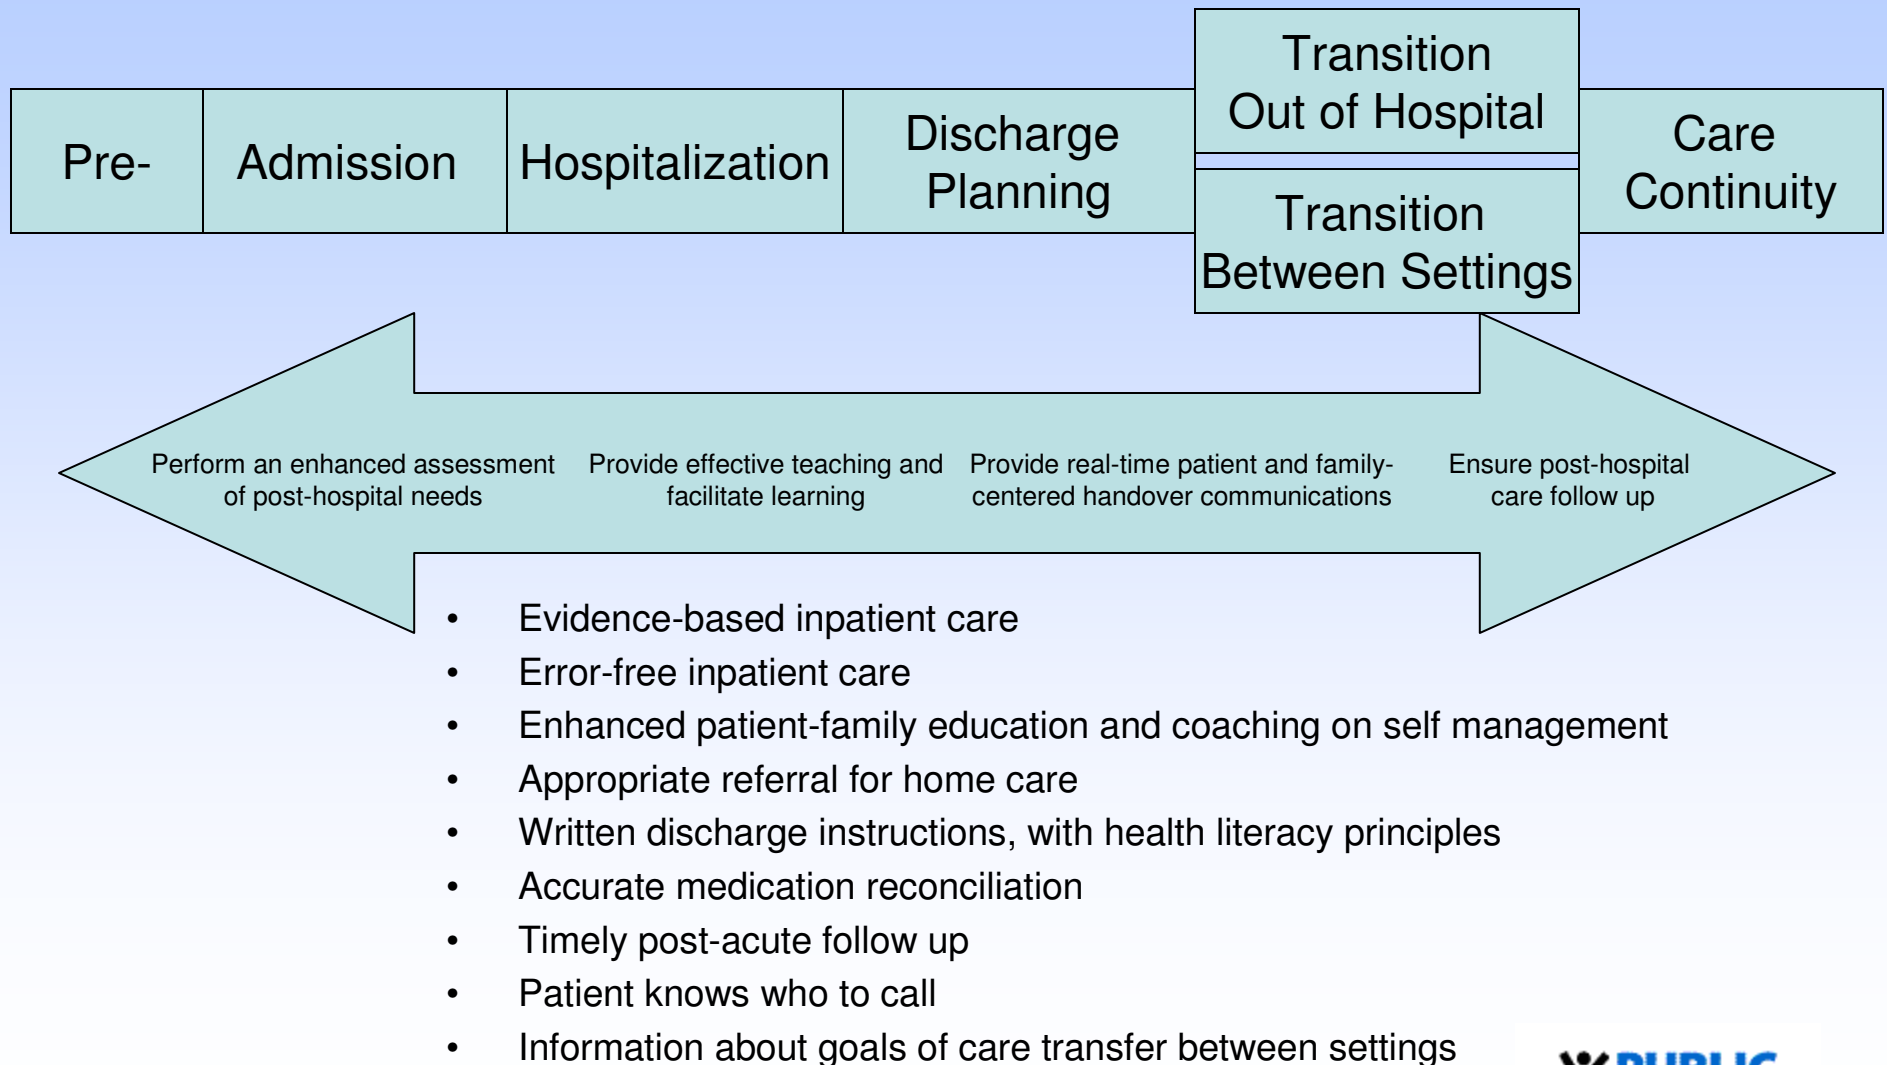 Pre-
Admission
Hospitalization
Discharge
Planning
Transition
Out of Hospital
Transition
Between Settings
Care
Continuity
Perform an enhanced assessment
of post-hospital needs
Provide effective teaching and
facilitate learning
Provide real-time patient and family-
centered handover communications
Ensure post-hospital
care follow up
• Evidence-based inpatient care
• Error-free inpatient care
• Enhanced patient-family education and coaching on self management
• Appropriate referral for home care
• Written discharge instructions, with health literacy principles
• Accurate medication reconciliation
• Timely post-acute follow up
• Patient knows who to call
• Information about goals of care transfer between settings
PUBLIC